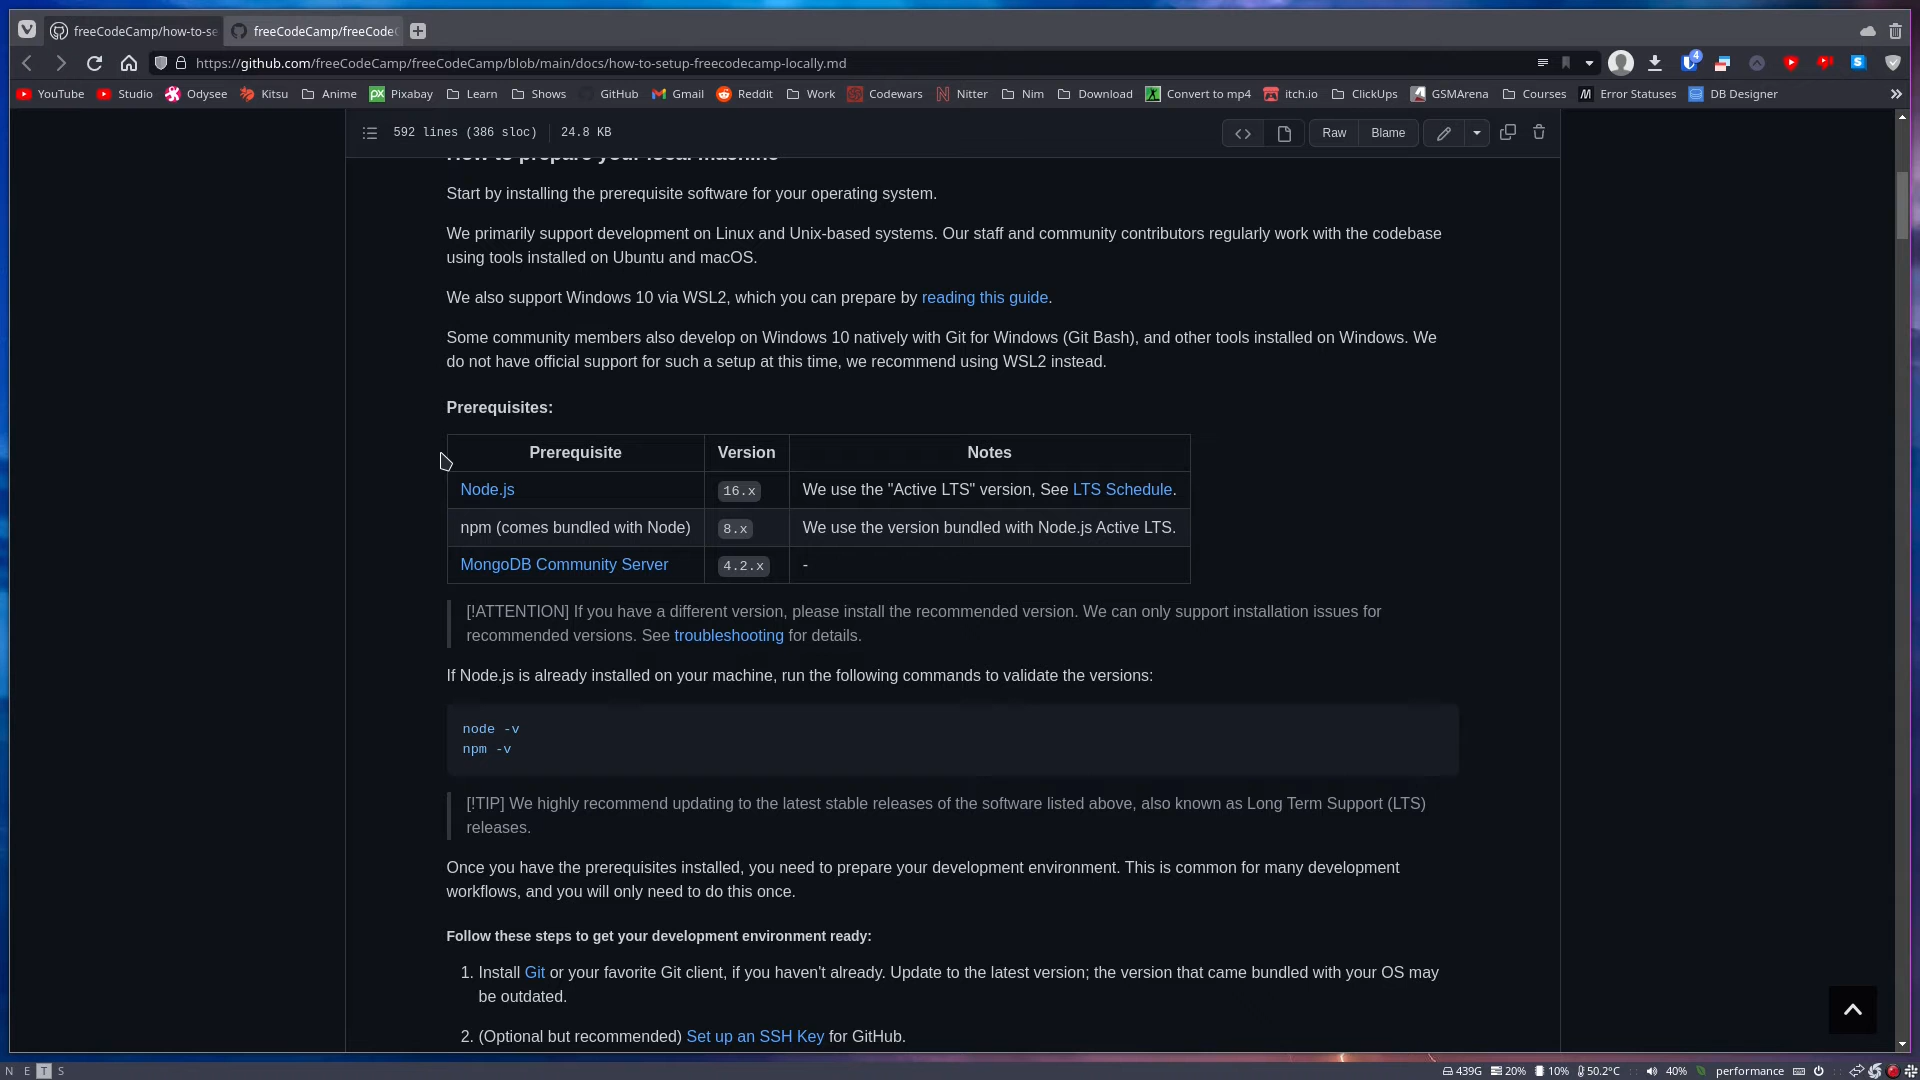 freeCodeCamp/how-to-se
freeCodeCamp/freeCodeC
https://github.com/freeCodeCamp/freeCodeCamp/blob/main/docs/how-to-setup-freecodecamp-locally.md
4
YouTube Studio Odysee Kitsu Anime Pixabay Learn Shows GitHub Gmail Reddit Work Codewars Nitter Nim Download Convert to mp4 itch.io ClickUps GSMArena Courses Error Statuses DB Designer
592 lines (386 sloc) 24.8 KB Raw Blame
How to prepare your local machine
Start by installing the prerequisite software for your operating system.
We primarily support development on Linux and Unix-based systems. Our staff and community contributors regularly work with the codebase
using tools installed on Ubuntu and macOS.
We also support Windows 10 via WSL2, which you can prepare by reading this guide.
Some community members also develop on Windows 10 natively with Git for Windows (Git Bash), and other tools installed on Windows. We
do not have official support for such a setup at this time, we recommend using WSL2 instead.
Prerequisites:
Prerequisite Version Notes
Node.js 16.x We use the "Active LTS" version, See LTS Schedule.
npm (comes bundled with Node) 8.x We use the version bundled with Node.js Active LTS.
MongoDB Community Server 4.2.x -
[!ATTENTION] If you have a different version, please install the recommended version. We can only support installation issues for
recommended versions. See troubleshooting for details.
If Node.js is already installed on your machine, run the following commands to validate the versions:
node -v
npm -v
[!TIP] We highly recommend updating to the latest stable releases of the software listed above, also known as Long Term Support (LTS)
releases.
Once you have the prerequisites installed, you need to prepare your development environment. This is common for many development
workflows, and you will only need to do this once.
Follow these steps to get your development environment ready:
1. Install Git or your favorite Git client, if you haven't already. Update to the latest version; the version that came bundled with your OS may
be outdated.
2. (Optional but recommended) Set up an SSH Key for GitHub.
N E T S 439G 20% 10% 50.2°C 40% performance